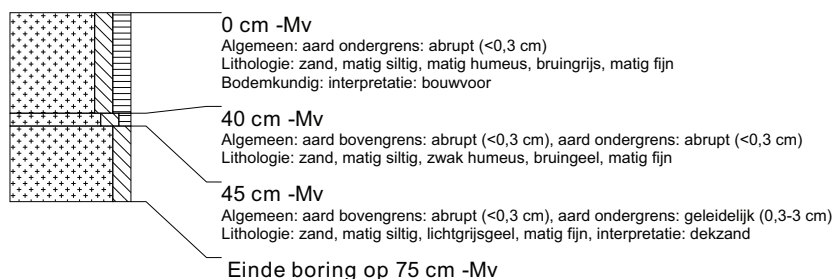 0 cm -Mv
Algemeen: aard ondergrens: abrupt (<0,3 cm)
Lithologie: zand, matig siltig, matig humeus, bruingrijs, matig fijn
Bodemkundig: interpretatie: bouwvoor
40 cm -Mv
Algemeen: aard bovengrens: abrupt (<0,3 cm), aard ondergrens: abrupt (<0,3 cm)
Lithologie: zand, matig siltig, zwak humeus, bruingeel, matig fijn
45 cm -Mv
Algemeen: aard bovengrens: abrupt (<0,3 cm), aard ondergrens: geleidelijk (0,3-3 cm)
Lithologie: zand, matig siltig, lichtgrijsgeel, matig fijn, interpretatie: dekzand
Einde boring op 75 cm -Mv